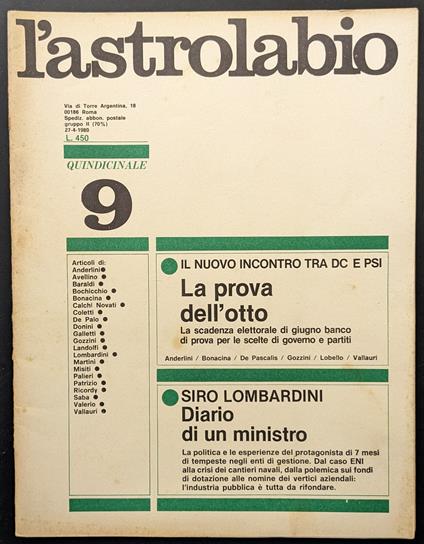 l'astrolabio
Via di Torre Argentina, 18
00186 Roma
Spediz. abbon. postale
gruppo II (70%)
27-4-1980
L. 450
QUINDICINALE
9
Articoli di:
Anderlini ●
Avellino ●
Baraldi ●
Bochicchio ●
Bonacina ●
Calchi Novati ●
Coletti ●
De Palo ●
Donini ●
Galletti ●
Gozzini ●
Landolfi ●
Lombardini ●
Martini ●
Misiti ●
Palieri ●
Patrizio ●
Ricordy ●
Saba ●
Valerio ●
Vallauri ●
IL NUOVO INCONTRO TRA DC E PSI
La prova
dell'otto
La scadenza elettorale di giugno banco
di prova per le scelte di governo e partiti
Anderlini / Bonacina / De Pascalis / Gozzini / Lobello / Vallauri
SIRO LOMBARDINI
Diario
di un ministro
La politica e le esperienze del protagonista di 7 mesi
di tempeste negli enti di gestione. Dal caso ENI
alla crisi dei cantieri navali, dalla polemica sui fondi
di dotazione alle nomine dei vertici aziendali:
l'industria pubblica è tutta da rifondare.